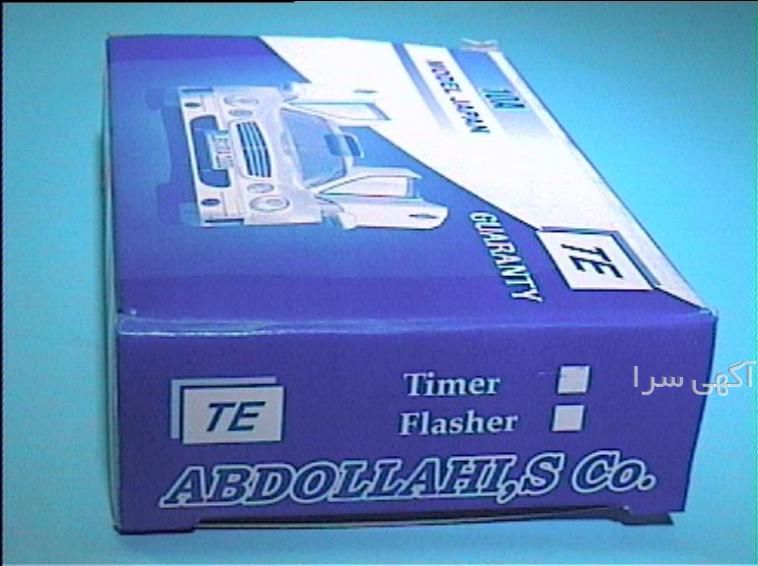 MODEL JAPAN
GUARANTY
TE
TE
Timer
Flasher
ABDOLLAHI,S Co.
آگهی سرا